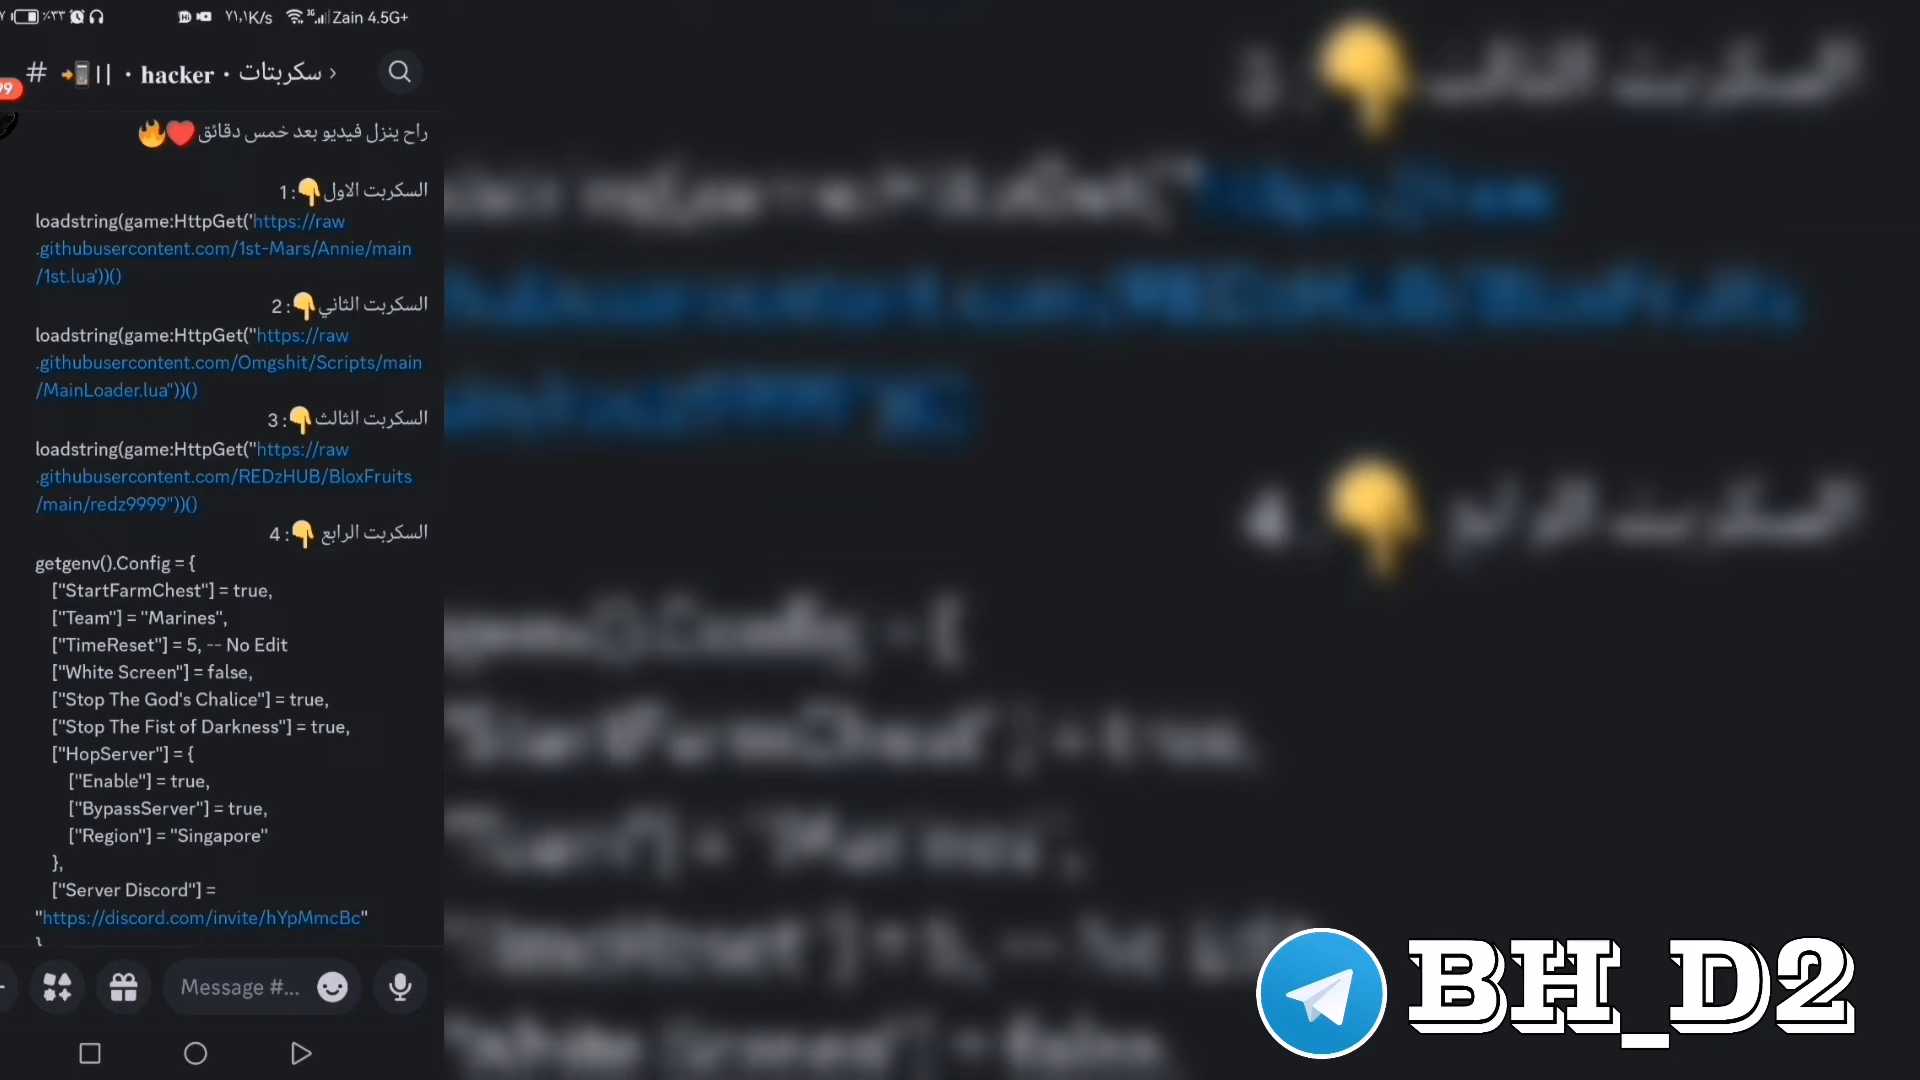 ٪٣٣ ٧١,١K/s 3G Zain 4.5G+
# || · hacker · سكربتات ›
99
راح ينزل فيديو بعد خمس دقائق❤️🔥
السكربت الاول👇: 1
loadstring(game:HttpGet('https://raw
.githubusercontent.com/1st-Mars/Annie/main
/1st.lua'))()
السكربت الثاني👇: 2
loadstring(game:HttpGet("https://raw
.githubusercontent.com/Omgshit/Scripts/main
/MainLoader.lua"))()
السكربت الثالث👇: 3
loadstring(game:HttpGet("https://raw
.githubusercontent.com/REDzHUB/BloxFruits
/main/redz9999"))()
السكربت الرابع 👇: 4
getgenv().Config = {
["StartFarmChest"] = true,
["Team"] = "Marines",
["TimeReset"] = 5, -- No Edit
["White Screen"] = false,
["Stop The God's Chalice"] = true,
["Stop The Fist of Darkness"] = true,
["HopServer"] = {
["Enable"] = true,
["BypassServer"] = true,
["Region"] = "Singapore"
},
["Server Discord"] =
"https://discord.com/invite/hYpMmcBc"
}
Message #...
BH_D2